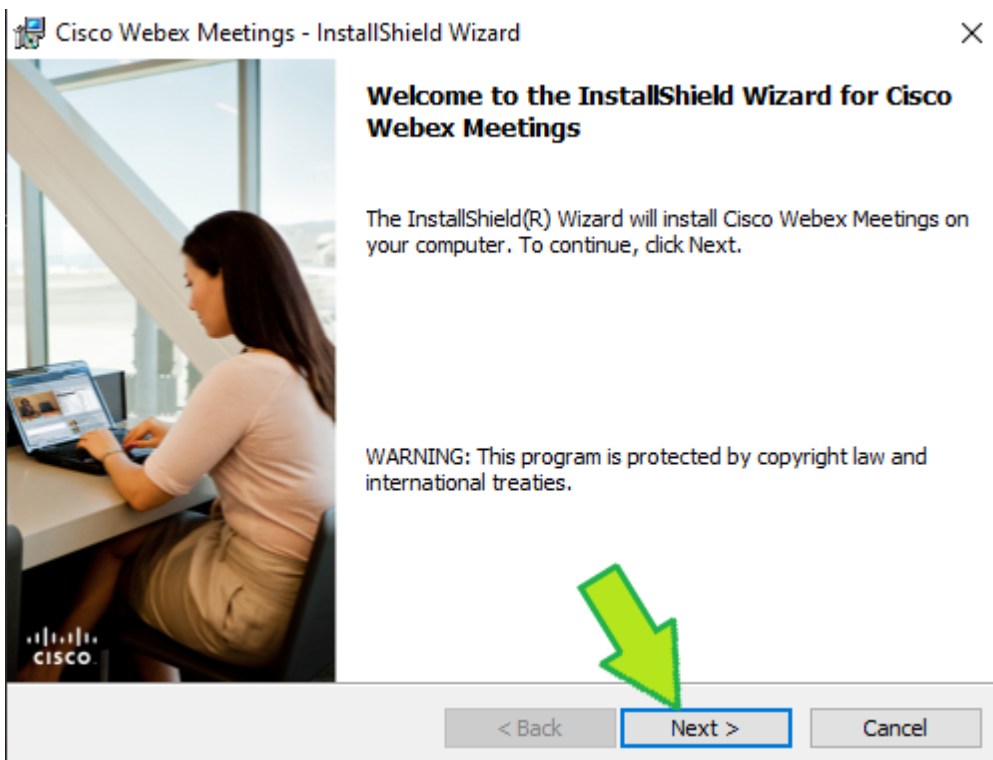 Cisco Webex Meetings - InstallShield Wizard
Welcome to the InstallShield Wizard for Cisco
Webex Meetings
The InstallShield(R) Wizard will install Cisco Webex Meetings on
your computer. To continue, click Next.
WARNING: This program is protected by copyright law and
international treaties.
CISCO
< Back
Next >
Cancel